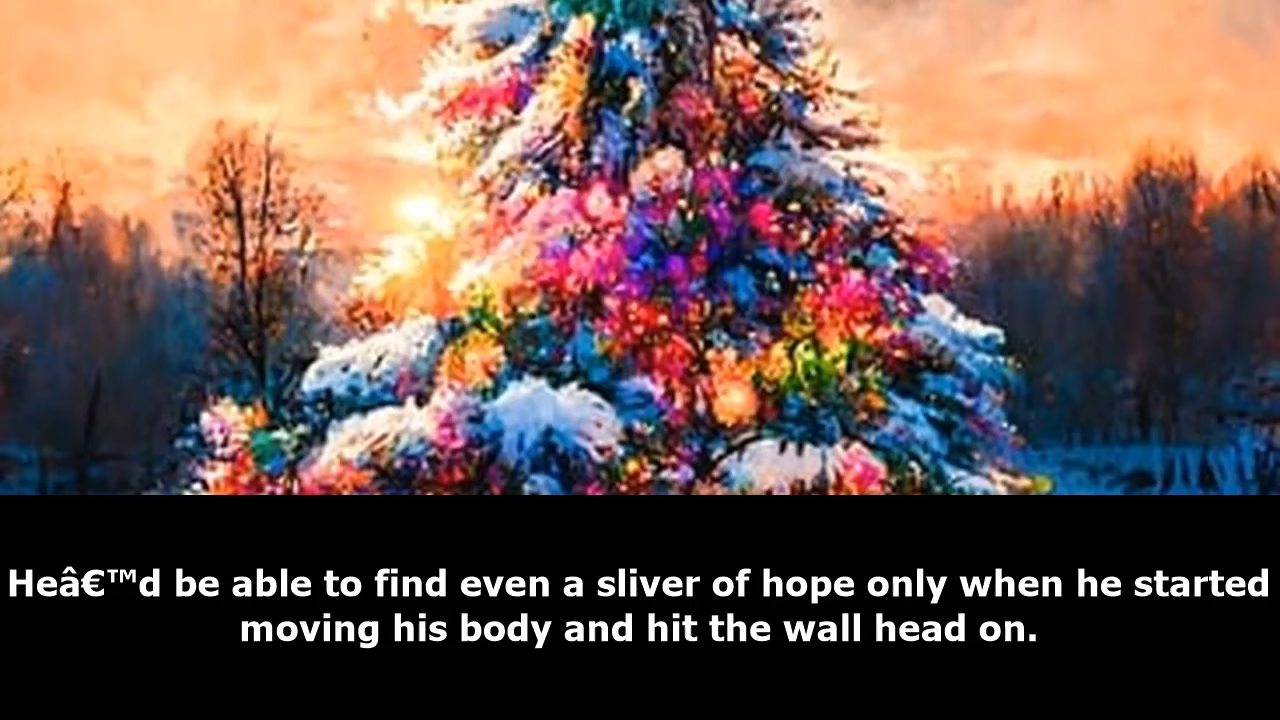 Heâ€™d be able to find even a sliver of hope only when he started
moving his body and hit the wall head on.